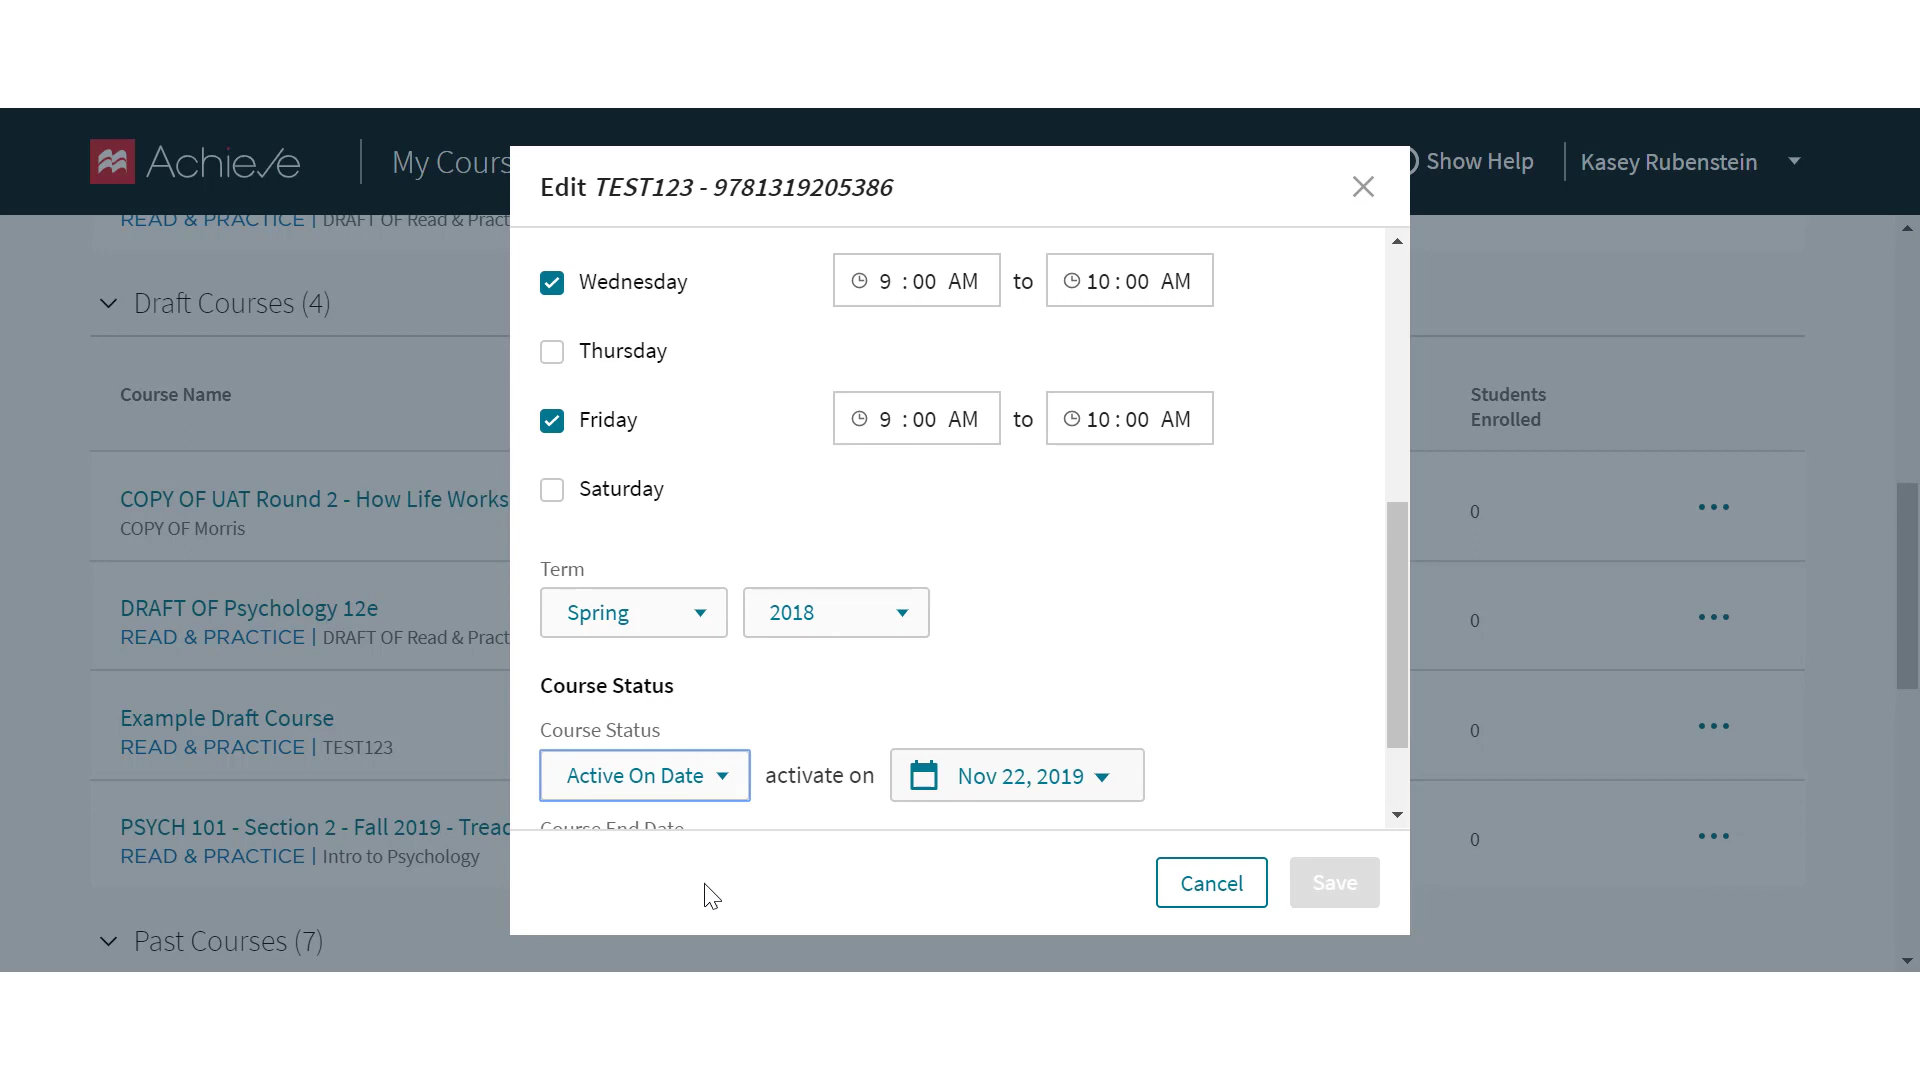 Achieve
My Cours
Show Help
Kasey Rubenstein
READ & PRACTICE | DRAFT OF Read & Pract
Draft Courses (4)
Course Name
Students
Enrolled
COPY OF UAT Round 2 - How Life Works
COPY OF Morris
0
DRAFT OF Psychology 12e
READ & PRACTICE | DRAFT OF Read & Pract
0
Example Draft Course
READ & PRACTICE | TEST123
0
PSYCH 101 - Section 2 - Fall 2019 - Tread
READ & PRACTICE | Intro to Psychology
0
Past Courses (7)
Edit TEST123 - 9781319205386
Wednesday 9 : 00 AM to 10 : 00 AM
Thursday
Friday 9 : 00 AM to 10 : 00 AM
Saturday
Term
Spring 2018
Course Status
Course Status
Active On Date activate on Nov 22, 2019
Course End Date
Cancel Save